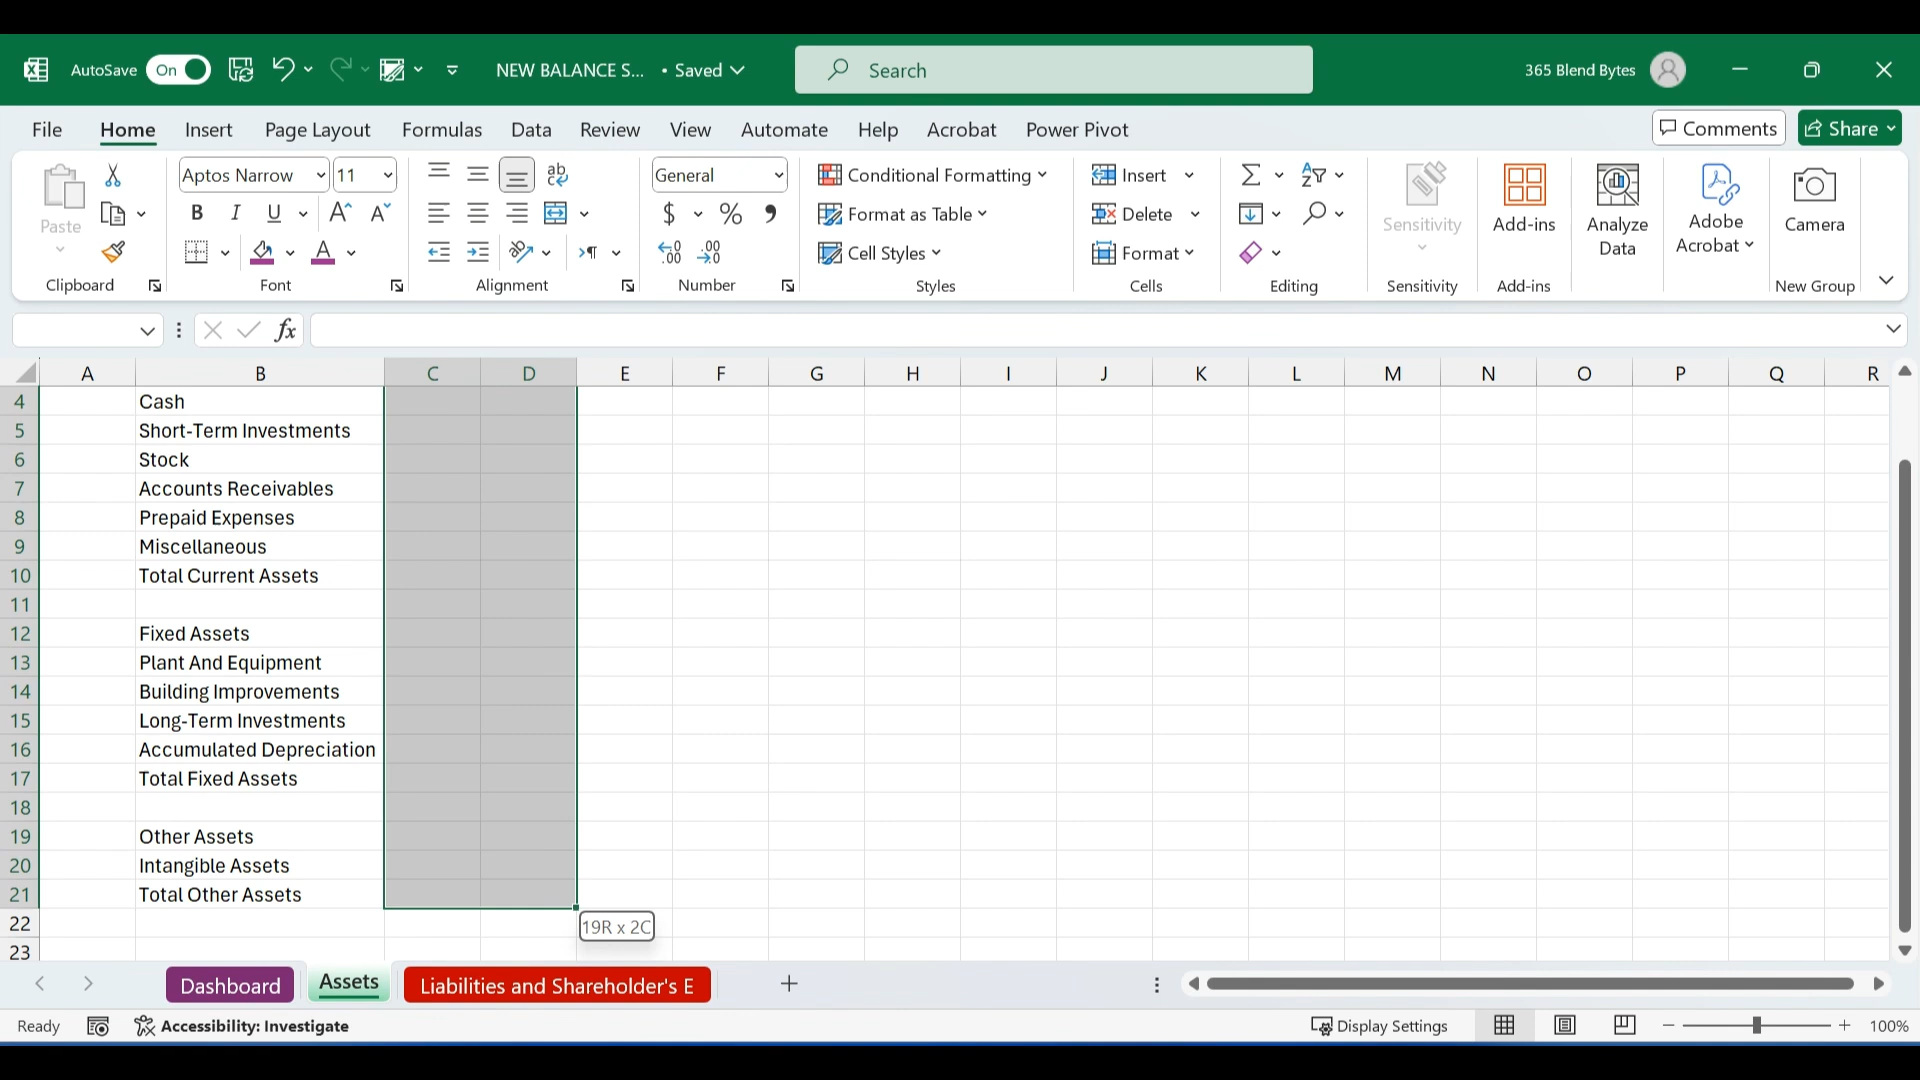 AutoSave On NEW BALANCE S... • Saved Search 365 Blend Bytes
File Home Insert Page Layout Formulas Data Review View Automate Help Acrobat Power Pivot Comments Share
Paste
Clipboard
Aptos Narrow 11
B I U A A
A
Font
ab
Alignment
General
$ % ,
.00 .00
Number
Conditional Formatting
Format as Table
Cell Styles
Styles
Insert
Delete
Format
Cells
Editing
Sensitivity
Sensitivity
Add-ins
Add-ins
Analyze
Data
Adobe
Acrobat
Camera
New Group
fx
A B C D E F G H I J K L M N O P Q R
4 Cash
5 Short-Term Investments
6 Stock
7 Accounts Receivables
8 Prepaid Expenses
9 Miscellaneous
10 Total Current Assets
11
12 Fixed Assets
13 Plant And Equipment
14 Building Improvements
15 Long-Term Investments
16 Accumulated Depreciation
17 Total Fixed Assets
18
19 Other Assets
20 Intangible Assets
21 Total Other Assets
22 19R x 2C
23
Dashboard Assets Liabilities and Shareholder's E +
Ready Accessibility: Investigate Display Settings 100%